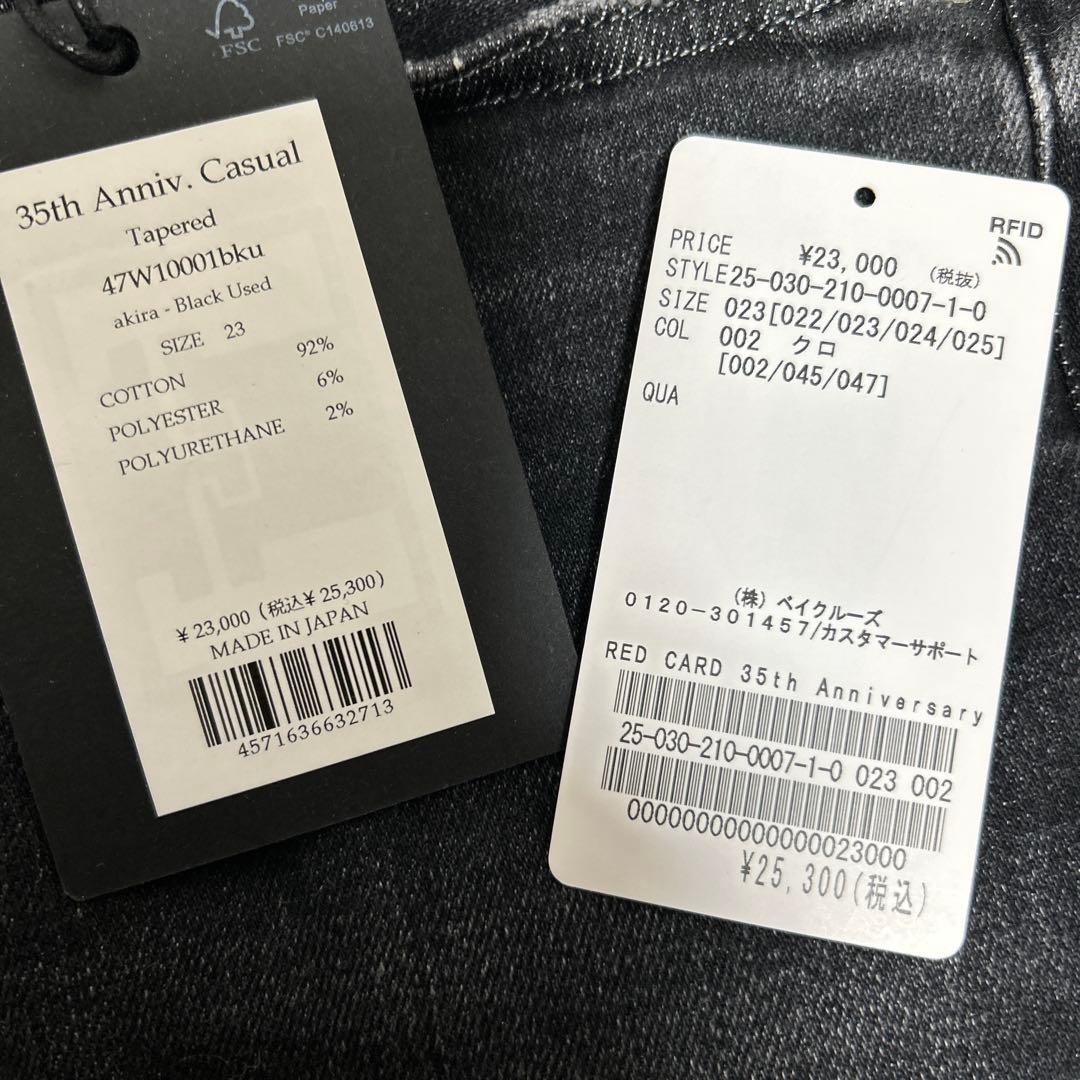 FSC
Paper
FSC® C140613
35th Anniv. Casual
Tapered
47W10001bku
akira - Black Used
SIZE 23
COTTON 92%
POLYESTER 6%
POLYURETHANE 2%
¥23,000 (税込¥25,300)
MADE IN JAPAN
4571636632713
RFID
PRICE ¥23,000 (税抜)
STYLE25-030-210-0007-1-0
SIZE 023[022/023/024/025]
COL 002 クロ
[002/045/047]
QUA
(株) ベイクルーズ
0120-301457/カスタマーサポート
RED CARD 35th Anniversary
25-030-210-0007-1-0 023 002
0000000000000023000
¥25,300(税込)